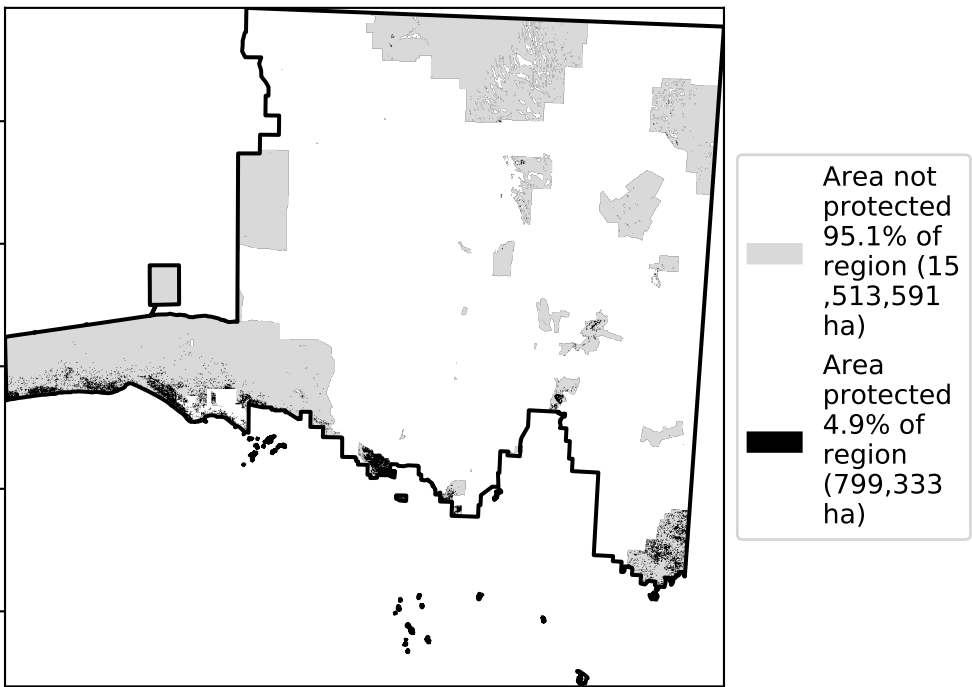 Area not
protected
95.1% of
region (15
,513,591
ha)
Area
protected
4.9% of
region
(799,333
ha)